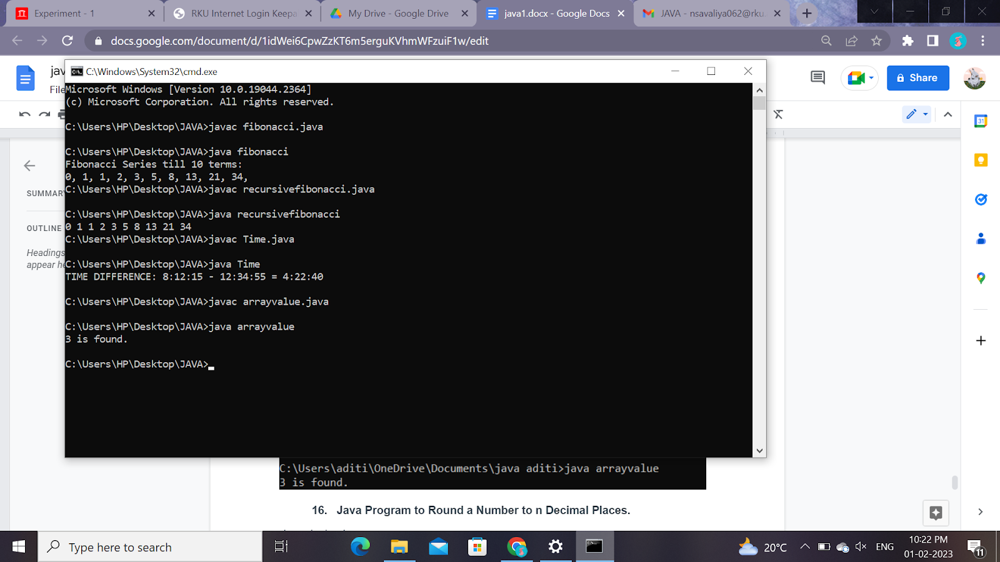 Experiment - 1
RKU Internet Login Keepa
My Drive - Google Drive
java1.docx - Google Docs
JAVA - nsavaliya062@rku.
docs.google.com/document/d/1idWei6CpwZzKT6m5erguKVhmWFzuiF1w/edit
jav
File
Share
C:\Windows\System32\cmd.exe
Microsoft Windows [Version 10.0.19044.2364]
(c) Microsoft Corporation. All rights reserved.
C:\Users\HP\Desktop\JAVA>javac fibonacci.java
C:\Users\HP\Desktop\JAVA>java fibonacci
Fibonacci Series till 10 terms:
0, 1, 1, 2, 3, 5, 8, 13, 21, 34,
C:\Users\HP\Desktop\JAVA>javac recursivefibonacci.java
C:\Users\HP\Desktop\JAVA>java recursivefibonacci
0 1 1 2 3 5 8 13 21 34
C:\Users\HP\Desktop\JAVA>javac Time.java
C:\Users\HP\Desktop\JAVA>java Time
TIME DIFFERENCE: 8:12:15 - 12:34:55 = 4:22:40
C:\Users\HP\Desktop\JAVA>javac arrayvalue.java
C:\Users\HP\Desktop\JAVA>java arrayvalue
3 is found.
C:\Users\HP\Desktop\JAVA>
SUMMARY
OUTLINE
Headings
appear he
31
C:\Users\aditi\OneDrive\Documents\java aditi>java arrayvalue
3 is found.
16. Java Program to Round a Number to n Decimal Places.
Type here to search
20°C
ENG
10:22 PM
01-02-2023
11